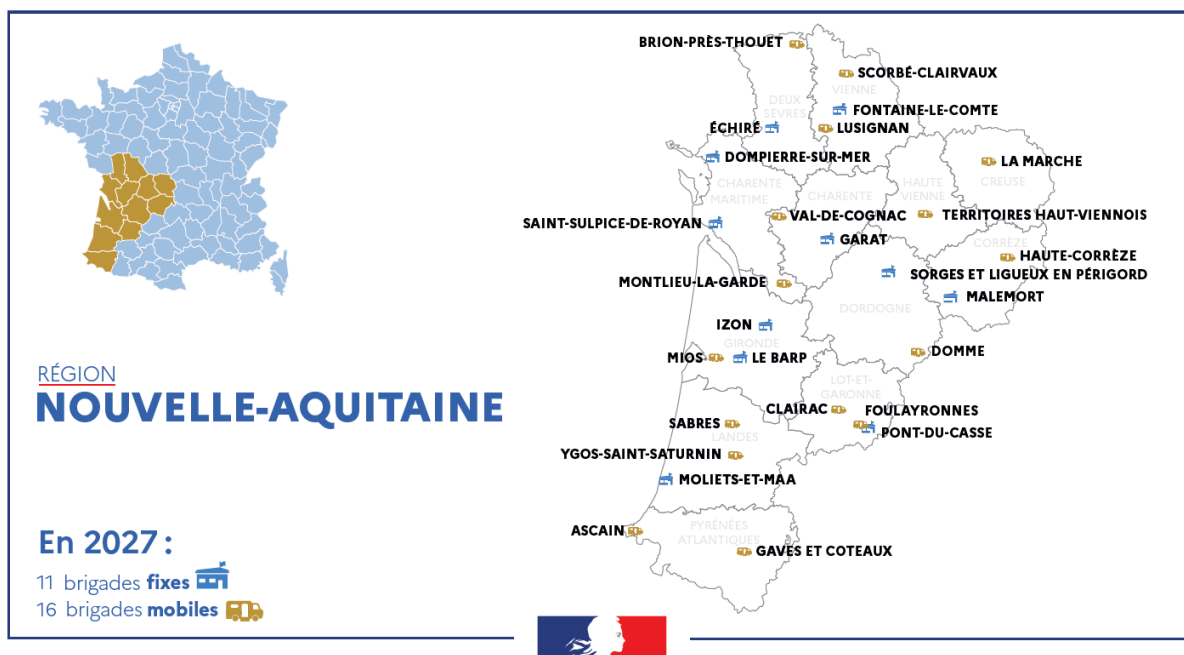 BRION-PRÈS-THOUET
SCORBÉ-CLAIRVAUX
VIENNE
DEUX
SÈVRES
FONTAINE-LE-COMTE
ÉCHIRÉ
LUSIGNAN
DOMPIERRE-SUR-MER
LA MARCHE
CREUSE
CHARENTE
MARITIME
CHARENTE
HAUTE
VIENNE
SAINT-SULPICE-DE-ROYAN
VAL-DE-COGNAC
TERRITOIRES HAUT-VIENNOIS
GARAT
CORRÈZE
HAUTE-CORRÈZE
SORGES ET LIGUEUX EN PÉRIGORD
MONTLIEU-LA-GARDE
MALEMORT
DORDOGNE
IZON
GIRONDE
MIOS
LE BARP
DOMME
LOT-ET-
GARONNE
CLAIRAC
FOULAYRONNES
PONT-DU-CASSE
SABRES
LANDES
YGOS-SAINT-SATURNIN
MOLIETS-ET-MAA
ASCAIN
PYRÉNÉES
ATLANTIQUES
GAVES ET COTEAUX
RÉGION
NOUVELLE-AQUITAINE
En 2027 :
11 brigades fixes
16 brigades mobiles